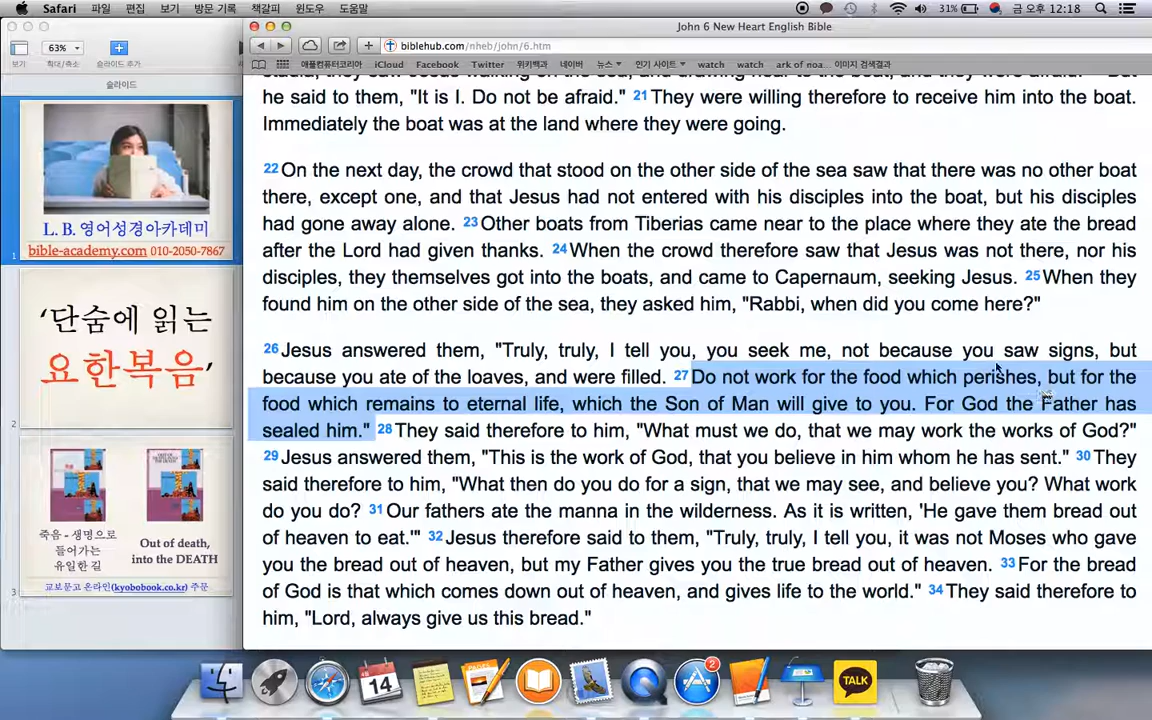 Safari 파일 편집 보기 방문 기록 책갈피 윈도우 도움말
31% 금 오후 12:18
63%
보기 확대/축소 슬라이드 추가
슬라이드
L. B. 영어성경아카데미
bible-academy.com 010-2050-7867
1
'단숨에 읽는
요한복음'
2
죽음 - 생명으로
들어가는
유일한 길
Out of death,
into the DEATH
교보문고 온라인(kyobobook.co.kr) 주문
3
John 6 New Heart English Bible
biblehub.com/nheb/john/6.htm
애플컴퓨터코리아 iCloud Facebook Twitter 위키백과 네이버 뉴스 인기 사이트 watch watch ark of noa... 이미지 검색결과
he said to them, "It is I. Do not be afraid." 21 They were willing therefore to receive him into the boat.
Immediately the boat was at the land where they were going.
22 On the next day, the crowd that stood on the other side of the sea saw that there was no other boat
there, except one, and that Jesus had not entered with his disciples into the boat, but his disciples
had gone away alone. 23 Other boats from Tiberias came near to the place where they ate the bread
after the Lord had given thanks. 24 When the crowd therefore saw that Jesus was not there, nor his
disciples, they themselves got into the boats, and came to Capernaum, seeking Jesus. 25 When they
found him on the other side of the sea, they asked him, "Rabbi, when did you come here?"
26 Jesus answered them, "Truly, truly, I tell you, you seek me, not because you saw signs, but
because you ate of the loaves, and were filled. 27 Do not work for the food which perishes, but for the
food which remains to eternal life, which the Son of Man will give to you. For God the Father has
sealed him." 28 They said therefore to him, "What must we do, that we may work the works of God?"
29 Jesus answered them, "This is the work of God, that you believe in him whom he has sent." 30 They
said therefore to him, "What then do you do for a sign, that we may see, and believe you? What work
do you do? 31 Our fathers ate the manna in the wilderness. As it is written, 'He gave them bread out
of heaven to eat.'" 32 Jesus therefore said to them, "Truly, truly, I tell you, it was not Moses who gave
you the bread out of heaven, but my Father gives you the true bread out of heaven. 33 For the bread
of God is that which comes down out of heaven, and gives life to the world." 34 They said therefore to
him, "Lord, always give us this bread."
14
PAGES
2
TALK